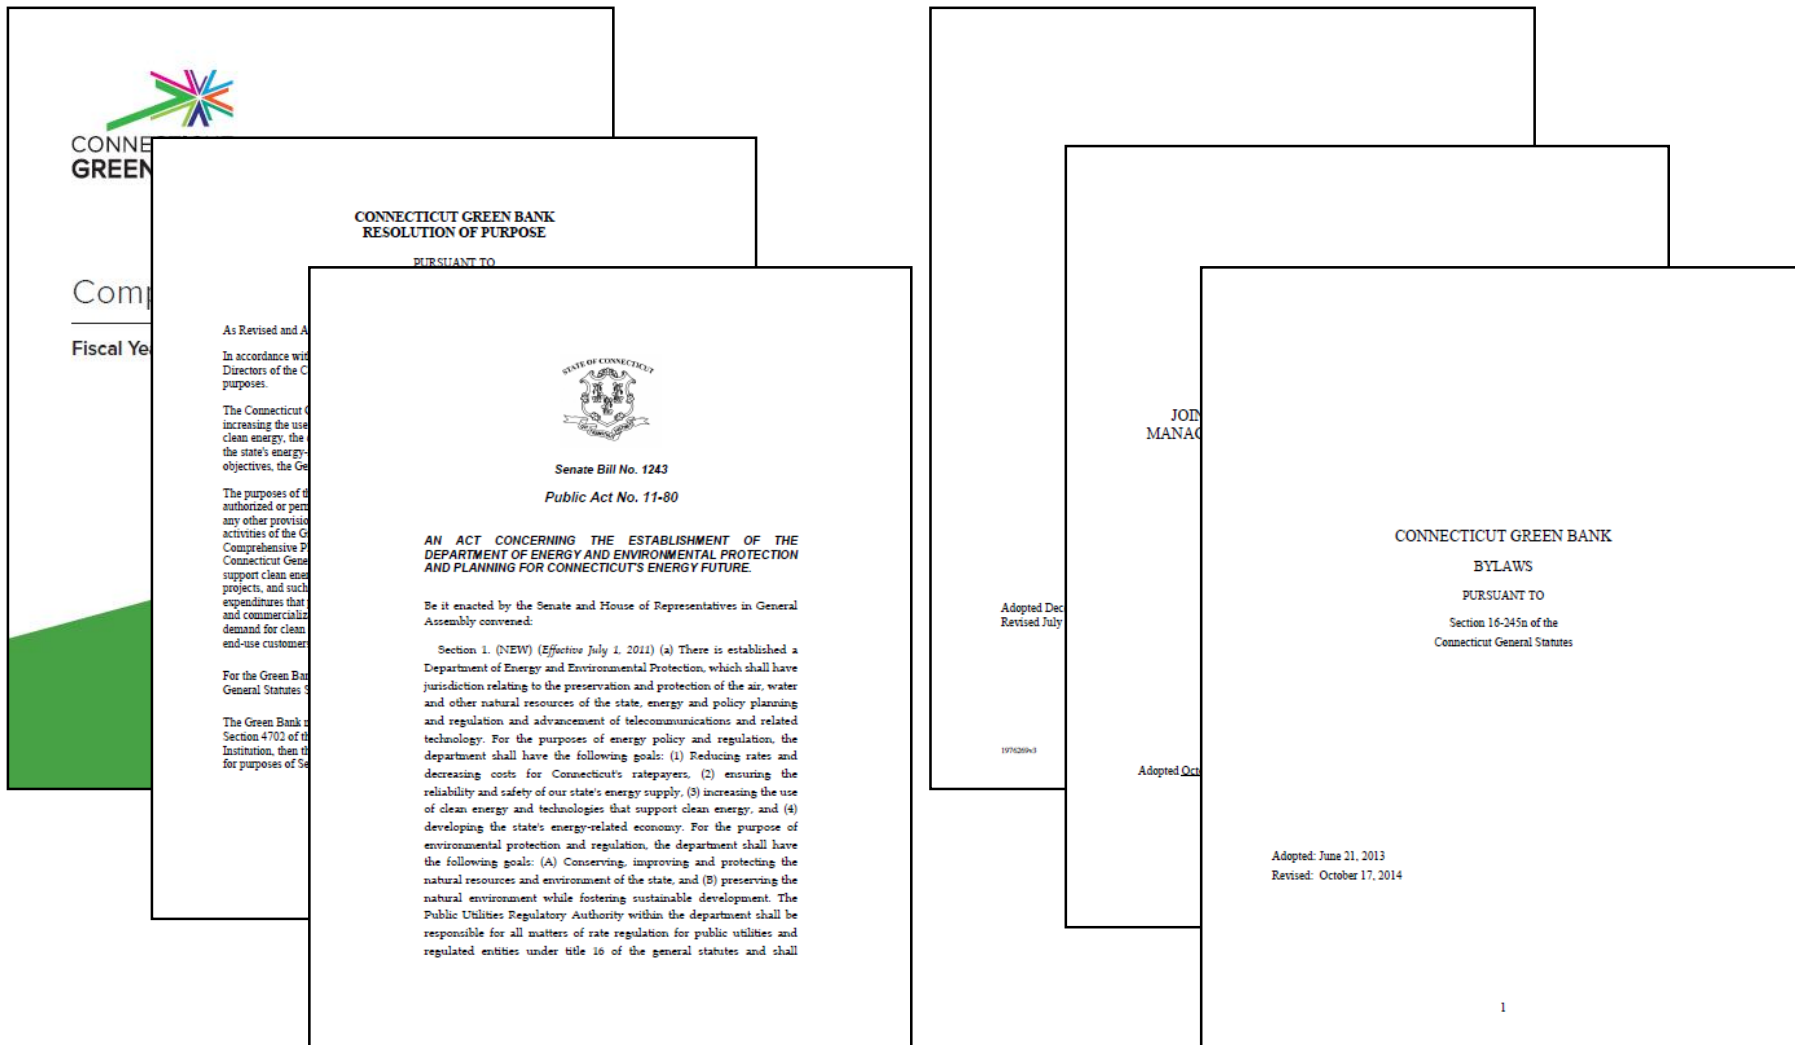 CONNE
GREEN
Comp
Fiscal Yea
CONNECTICUT GREEN BANK
RESOLUTION OF PURPOSE
PURSUANT TO
As Revised and A
In accordance wit
Directors of the C
purposes.
The Connecticut G
increasing the use
clean energy, the
the state's energy-
objectives, the Ge
The purposes of th
authorized or perm
any other provisio
activities of the G
Comprehensive P
Connecticut Gene
support clean ener
projects, and such
expenditures that
and commercializ
demand for clean
end-use customers
For the Green Ban
General Statutes S
The Green Bank
Section 4702 of th
Institution, then th
for purposes of Se
STATE OF CONNECTICUT
Senate Bill No. 1243
Public Act No. 11-80
AN ACT CONCERNING THE ESTABLISHMENT OF THE
DEPARTMENT OF ENERGY AND ENVIRONMENTAL PROTECTION
AND PLANNING FOR CONNECTICUT'S ENERGY FUTURE.
Be it enacted by the Senate and House of Representatives in General
Assembly convened:
Section 1. (NEW) (Effective July 1, 2011) (a) There is established a
Department of Energy and Environmental Protection, which shall have
jurisdiction relating to the preservation and protection of the air, water
and other natural resources of the state, energy and policy planning
and regulation and advancement of telecommunications and related
technology. For the purposes of energy policy and regulation, the
department shall have the following goals: (1) Reducing rates and
decreasing costs for Connecticut's ratepayers, (2) ensuring the
reliability and safety of our state's energy supply, (3) increasing the use
of clean energy and technologies that support clean energy, and (4)
developing the state's energy-related economy. For the purpose of
environmental protection and regulation, the department shall have
the following goals: (A) Conserving, improving and protecting the
natural resources and environment of the state, and (B) preserving the
natural environment while fostering sustainable development. The
Public Utilities Regulatory Authority within the department shall be
responsible for all matters of rate regulation for public utilities and
regulated entities under title 16 of the general statutes and shall
Adopted Dec
Revised July
1976269v3
JOIN
MANAG
Adopted Octo
CONNECTICUT GREEN BANK
BYLAWS
PURSUANT TO
Section 16-245n of the
Connecticut General Statutes
Adopted: June 21, 2013
Revised: October 17, 2014
1